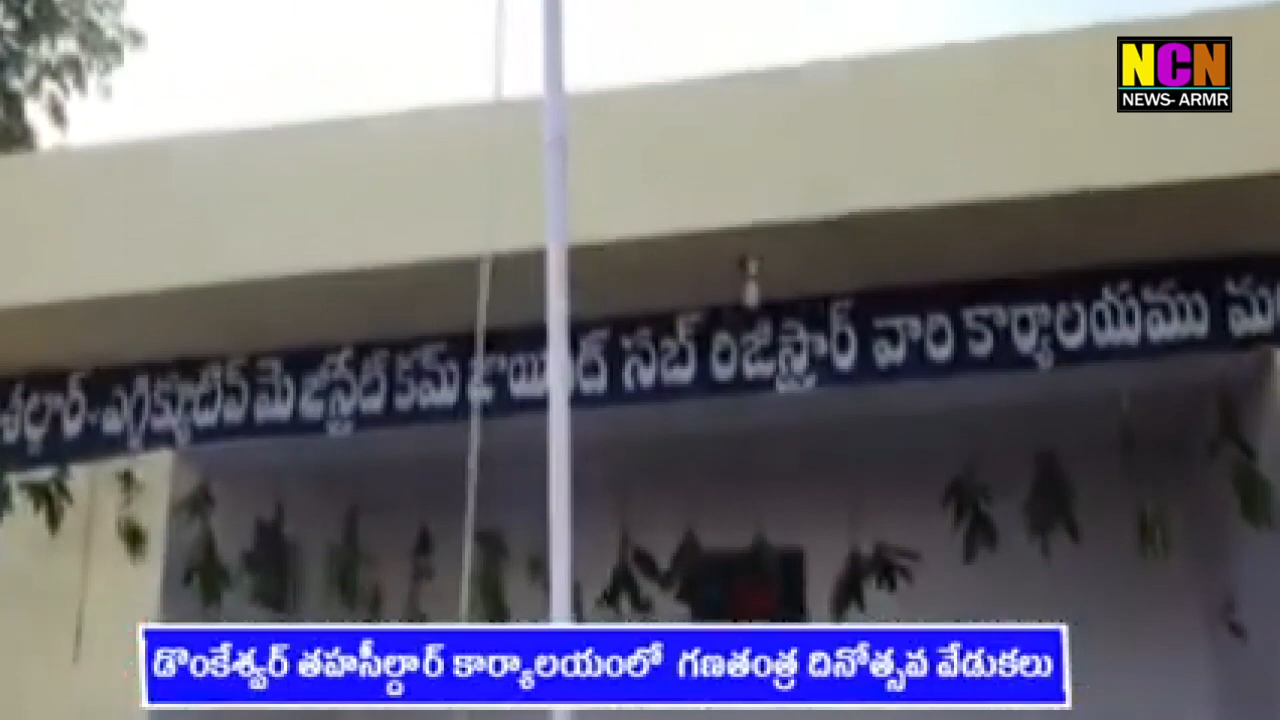 NCN
NEWS- ARMR
ఎగ్జిక్యూటివ్ మెజిస్ట్రేట్ కమ్ జాయింట్ సబ్ రిజిస్ట్రార్ వారి కార్యాలయము
డొంకేశ్వర్ తహసీల్దార్ కార్యాలయంలో గణతంత్ర దినోత్సవ వేడుకలు